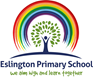 Eslington Primary School
we aim high and learn together